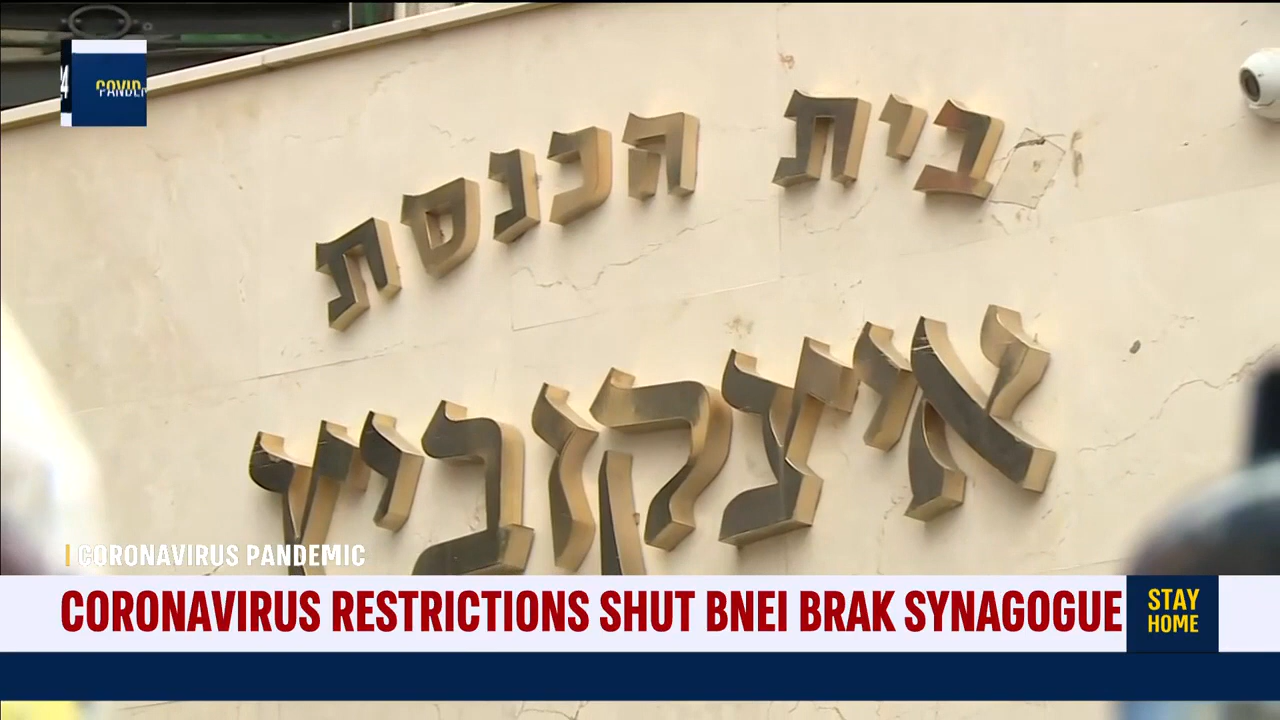 בית הכנסת
איצקוביץ
CORONAVIRUS PANDEMIC
CORONAVIRUS RESTRICTIONS SHUT BNEI BRAK SYNAGOGUE
STAY
HOME